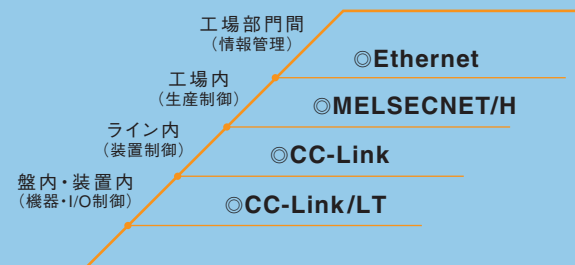 工場部門間
（情報管理）
◎Ethernet
工場内
（生産制御）
◎MELSECNET/H
ライン内
（装置制御）
◎CC-Link
盤内・装置内
（機器・I/O制御）
◎CC-Link/LT